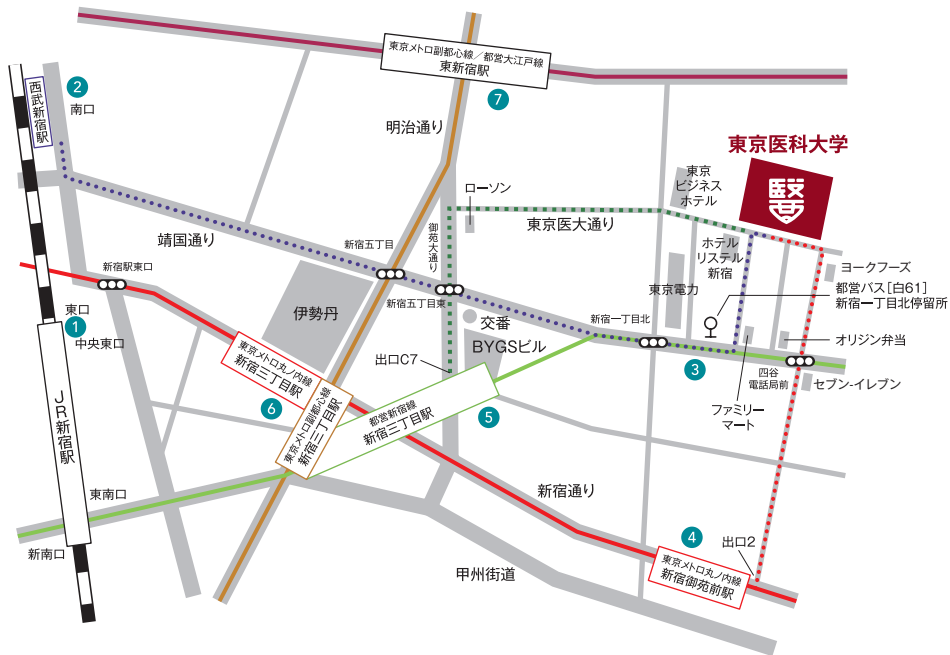 東京メトロ副都心線／都営大江戸線
東新宿駅
7
西武新宿駅
2
南口
明治通り
東京医科大学
醫
東京
ビジネス
ホテル
ローソン
東京医大通り
御苑大通り
靖国通り
新宿五丁目
ホテル
リステル
新宿
ヨークフーズ
都営バス［白61］
新宿一丁目北停留所
新宿駅東口
新宿五丁目東
東京電力
伊勢丹
交番
新宿一丁目北
オリジン弁当
東口
1
中央東口
BYGSビル
出口C7
3
四谷
電話局前
セブン-イレブン
ファミリー
マート
東京メトロ丸ノ内線
新宿三丁目駅
6
東京メトロ副都心線
新宿三丁目駅
都営新宿線
新宿三丁目駅
5
JR新宿駅
東南口
新宿通り
新南口
4
出口2
東京メトロ丸ノ内線
新宿御苑前駅
甲州街道